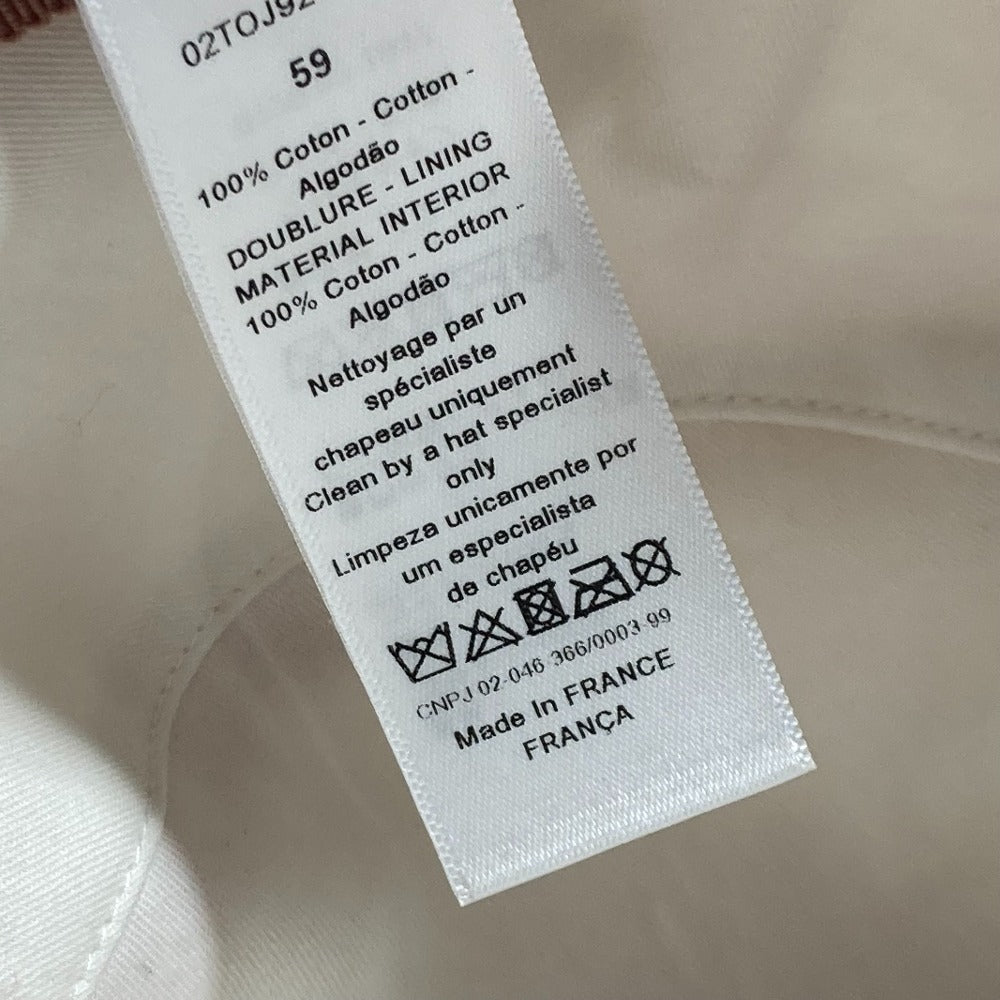 02TOJ92
59
100% Coton - Cotton -
Algodão
DOUBLURE - LINING
MATERIAL INTERIOR
100% Coton - Cotton -
Algodão
Nettoyage par un
spécialiste
chapeau uniquement
Clean by a hat specialist
only
Limpeza unicamente por
um especialista
de chapéu
CNPJ 02-046 366/0003-99
Made In FRANCE
FRANÇA